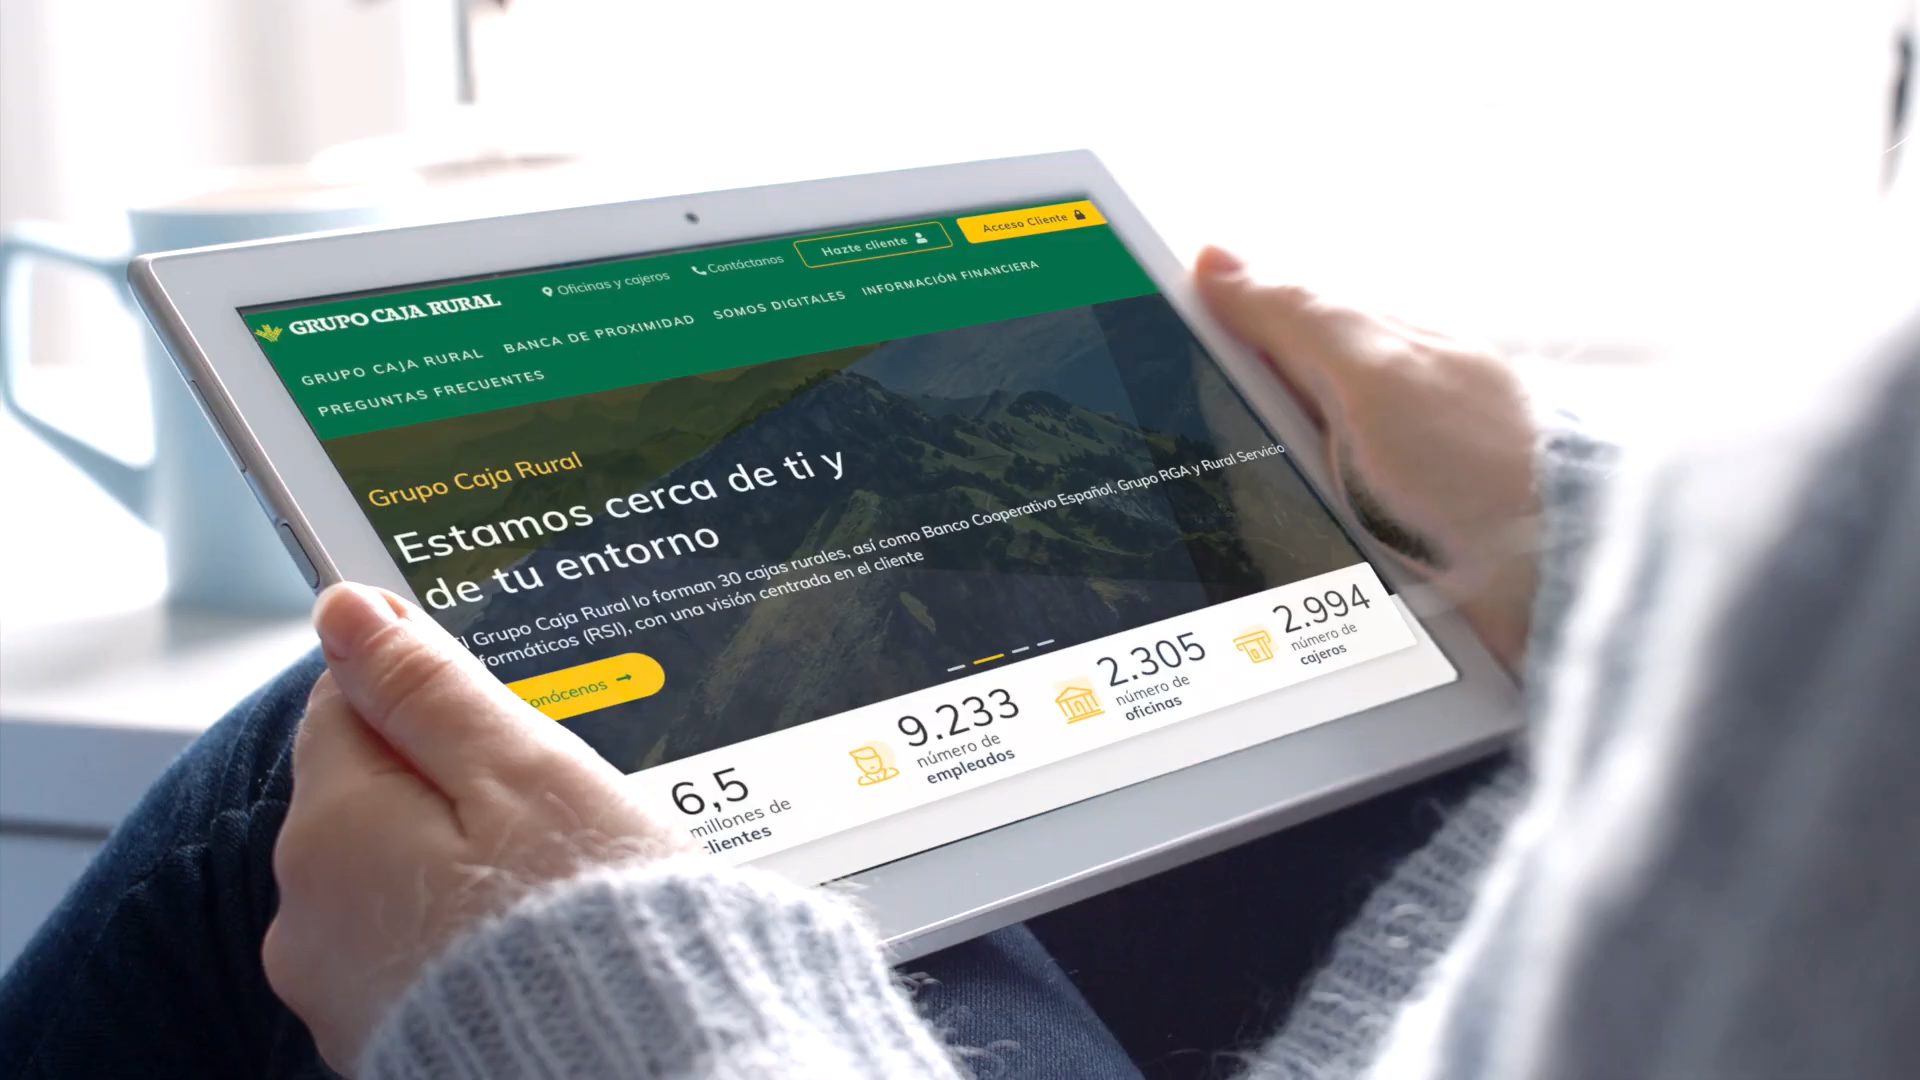 GRUPO CAJA RURAL
Oficinas y cajeros
Contáctanos
Hazte cliente
Acceso Cliente
GRUPO CAJA RURAL
BANCA DE PROXIMIDAD
SOMOS DIGITALES
INFORMACIÓN FINANCIERA
PREGUNTAS FRECUENTES
Grupo Caja Rural
Estamos cerca de ti y
de tu entorno
l Grupo Caja Rural lo forman 30 cajas rurales, así como Banco Cooperativo Español, Grupo RGA y Rural Servicio
formáticos (RSI), con una visión centrada en el cliente
onócenos
6,5
millones de
clientes
9.233
número de
empleados
2.305
número de
oficinas
2.994
número de
cajeros